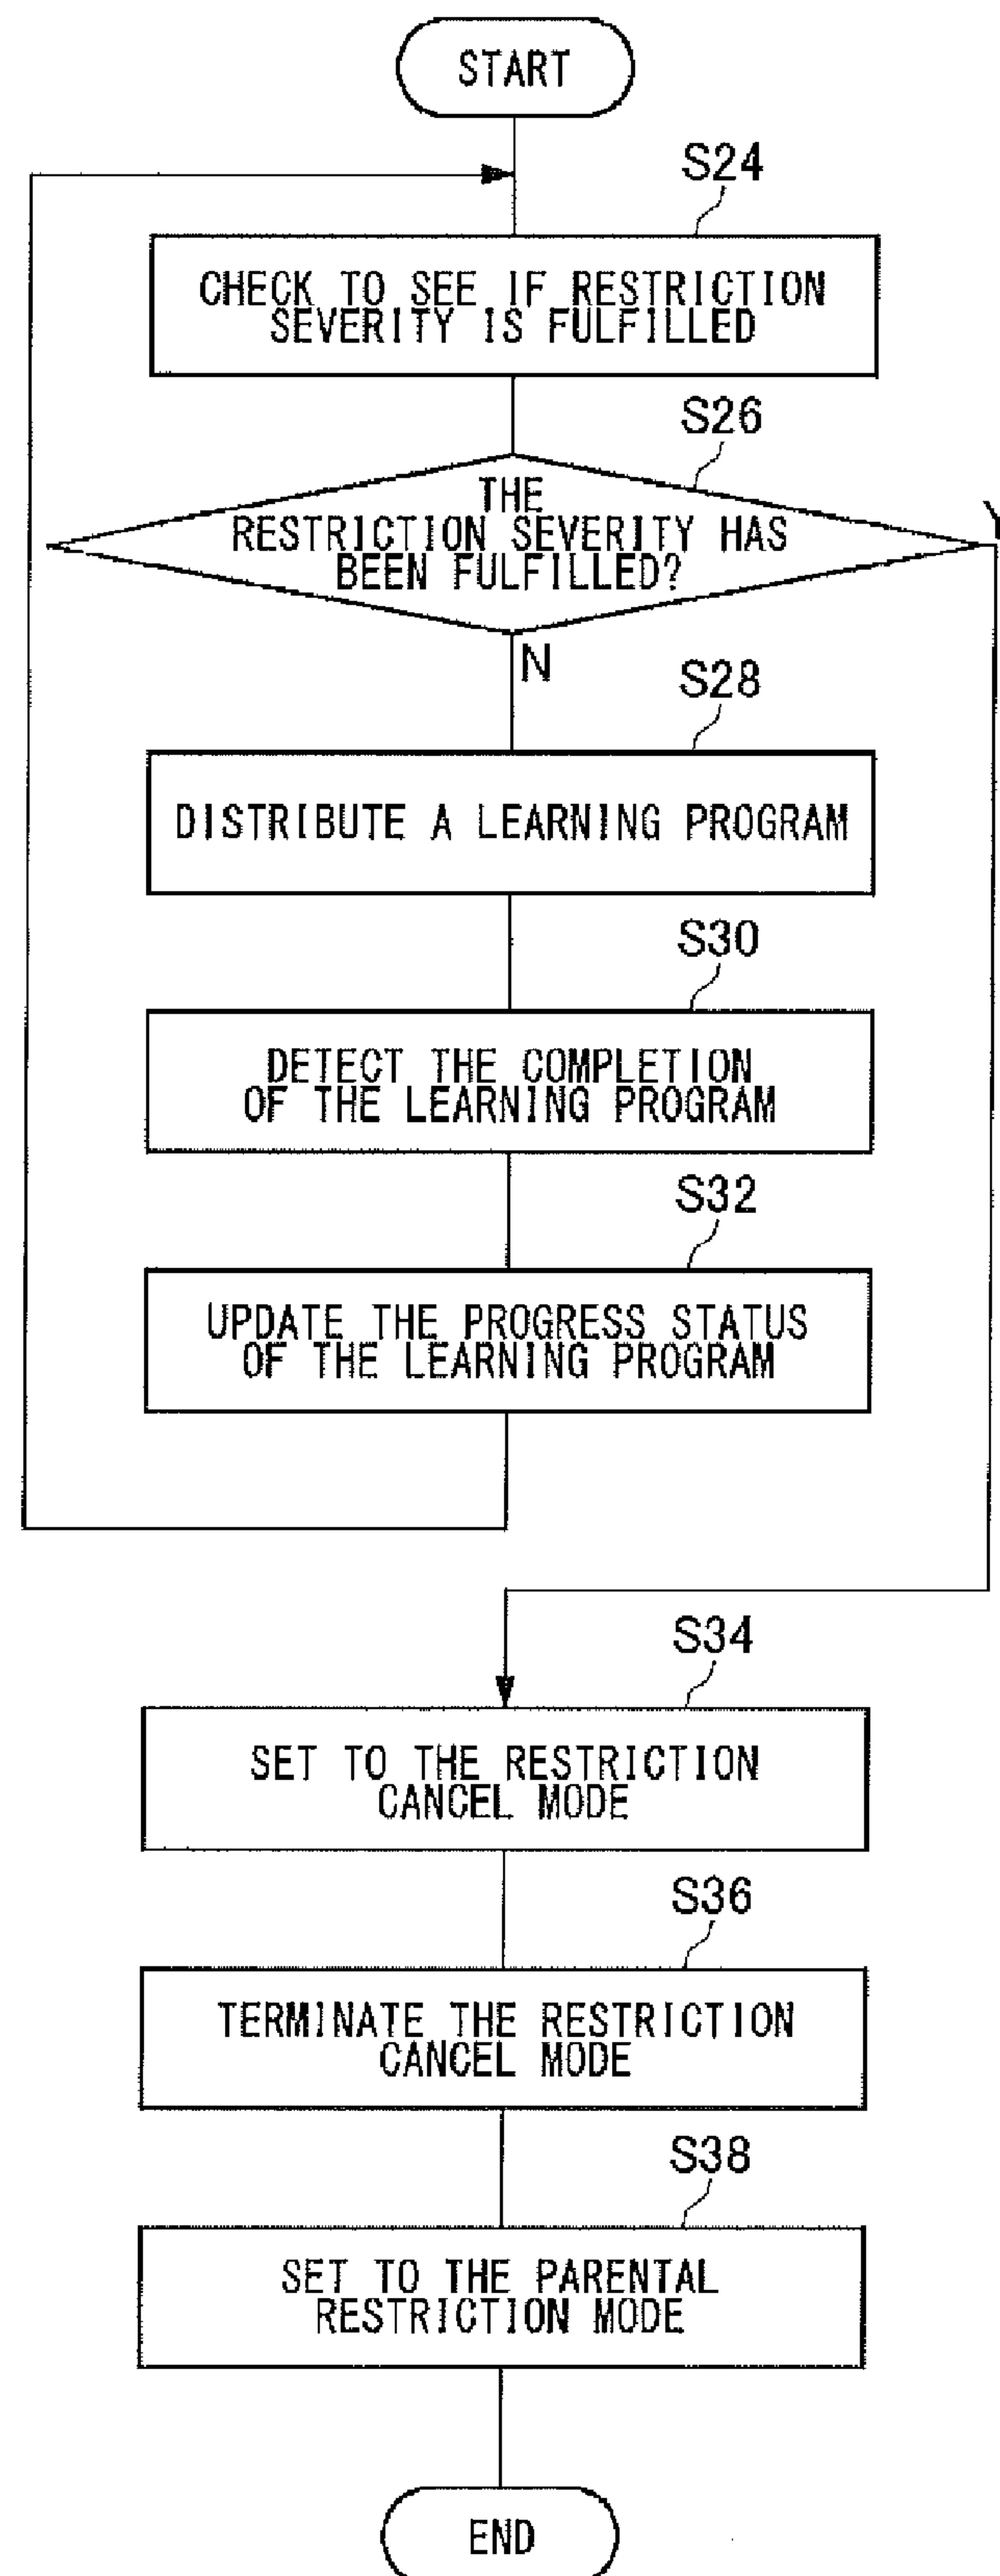 START
S24
CHECK TO SEE IF RESTRICTION
SEVERITY IS FULFILLED
S26
THE
RESTRICTION SEVERITY HAS
BEEN FULFILLED?
Y
N
S28
DISTRIBUTE A LEARNING PROGRAM
S30
DETECT THE COMPLETION
OF THE LEARNING PROGRAM
S32
UPDATE THE PROGRESS STATUS
OF THE LEARNING PROGRAM
S34
SET TO THE RESTRICTION
CANCEL MODE
S36
TERMINATE THE RESTRICTION
CANCEL MODE
S38
SET TO THE PARENTAL
RESTRICTION MODE
END